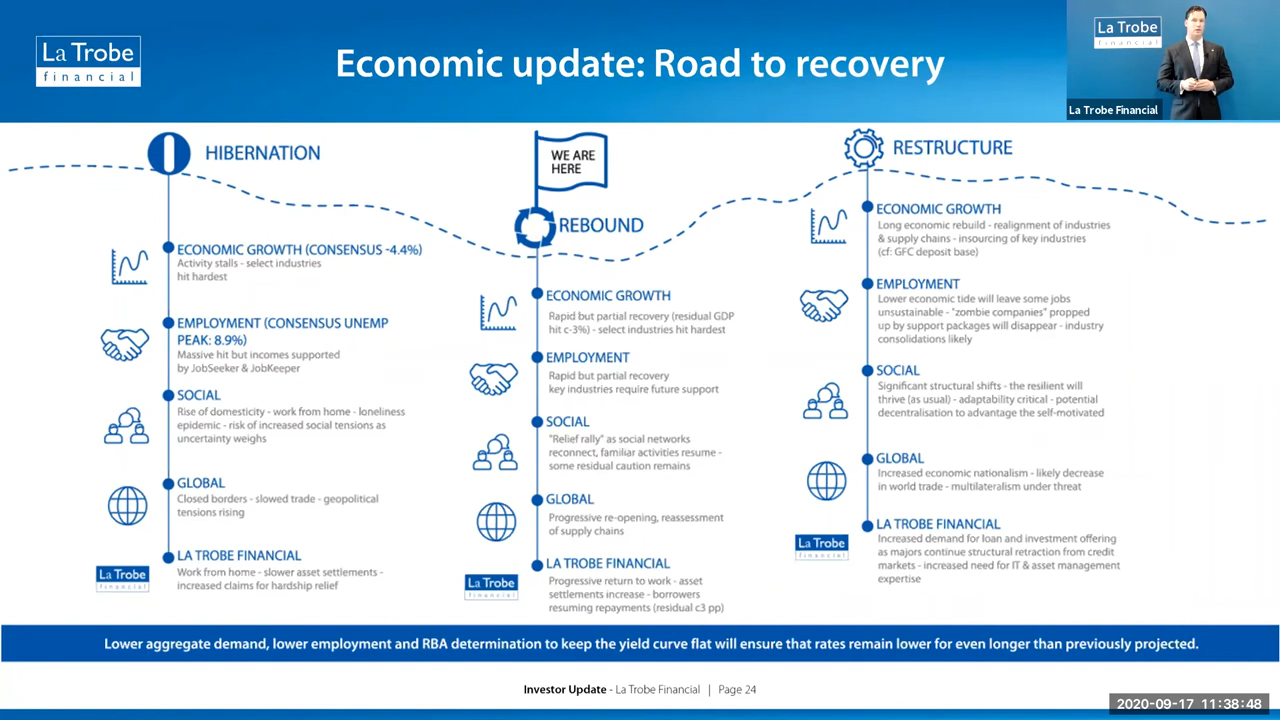 La Trobe
financial
Economic update: Road to recovery
La Trobe
financial
La Trobe Financial
HIBERNATION
ECONOMIC GROWTH (CONSENSUS -4.4%)
Activity stalls - select industries
hit hardest
EMPLOYMENT (CONSENSUS UNEMP
PEAK: 8.9%)
Massive hit but incomes supported
by JobSeeker & JobKeeper
SOCIAL
Rise of domesticity - work from home - loneliness
epidemic - risk of increased social tensions as
uncertainty weighs
GLOBAL
Closed borders - slowed trade - geopolitical
tensions rising
La Trobe
financial
LA TROBE FINANCIAL
Work from home - slower asset settlements -
increased claims for hardship relief
WE ARE
HERE
REBOUND
ECONOMIC GROWTH
Rapid but partial recovery (residual GDP
hit c-3%) - select industries hit hardest
EMPLOYMENT
Rapid but partial recovery
key industries require future support
SOCIAL
"Relief rally" as social networks
reconnect, familiar activities resume -
some residual caution remains
GLOBAL
Progressive re-opening, reassessment
of supply chains
La Trobe
financial
LA TROBE FINANCIAL
Progressive return to work - asset
settlements increase - borrowers
resuming repayments (residual c3 pp)
RESTRUCTURE
ECONOMIC GROWTH
Long economic rebuild - realignment of industries
& supply chains - insourcing of key industries
(cf: GFC deposit base)
EMPLOYMENT
Lower economic tide will leave some jobs
unsustainable - "zombie companies" propped
up by support packages will disappear - industry
consolidations likely
SOCIAL
Significant structural shifts - the resilient will
thrive (as usual) - adaptability critical - potential
decentralisation to advantage the self-motivated
GLOBAL
Increased economic nationalism - likely decrease
in world trade - multilateralism under threat
La Trobe
financial
LA TROBE FINANCIAL
Increased demand for loan and investment offering
as majors continue structural retraction from credit
markets - increased need for IT & asset management
expertise
Lower aggregate demand, lower employment and RBA determination to keep the yield curve flat will ensure that rates remain lower for even longer than previously projected.
Investor Update - La Trobe Financial | Page 24
2020-09-17 11:38:48